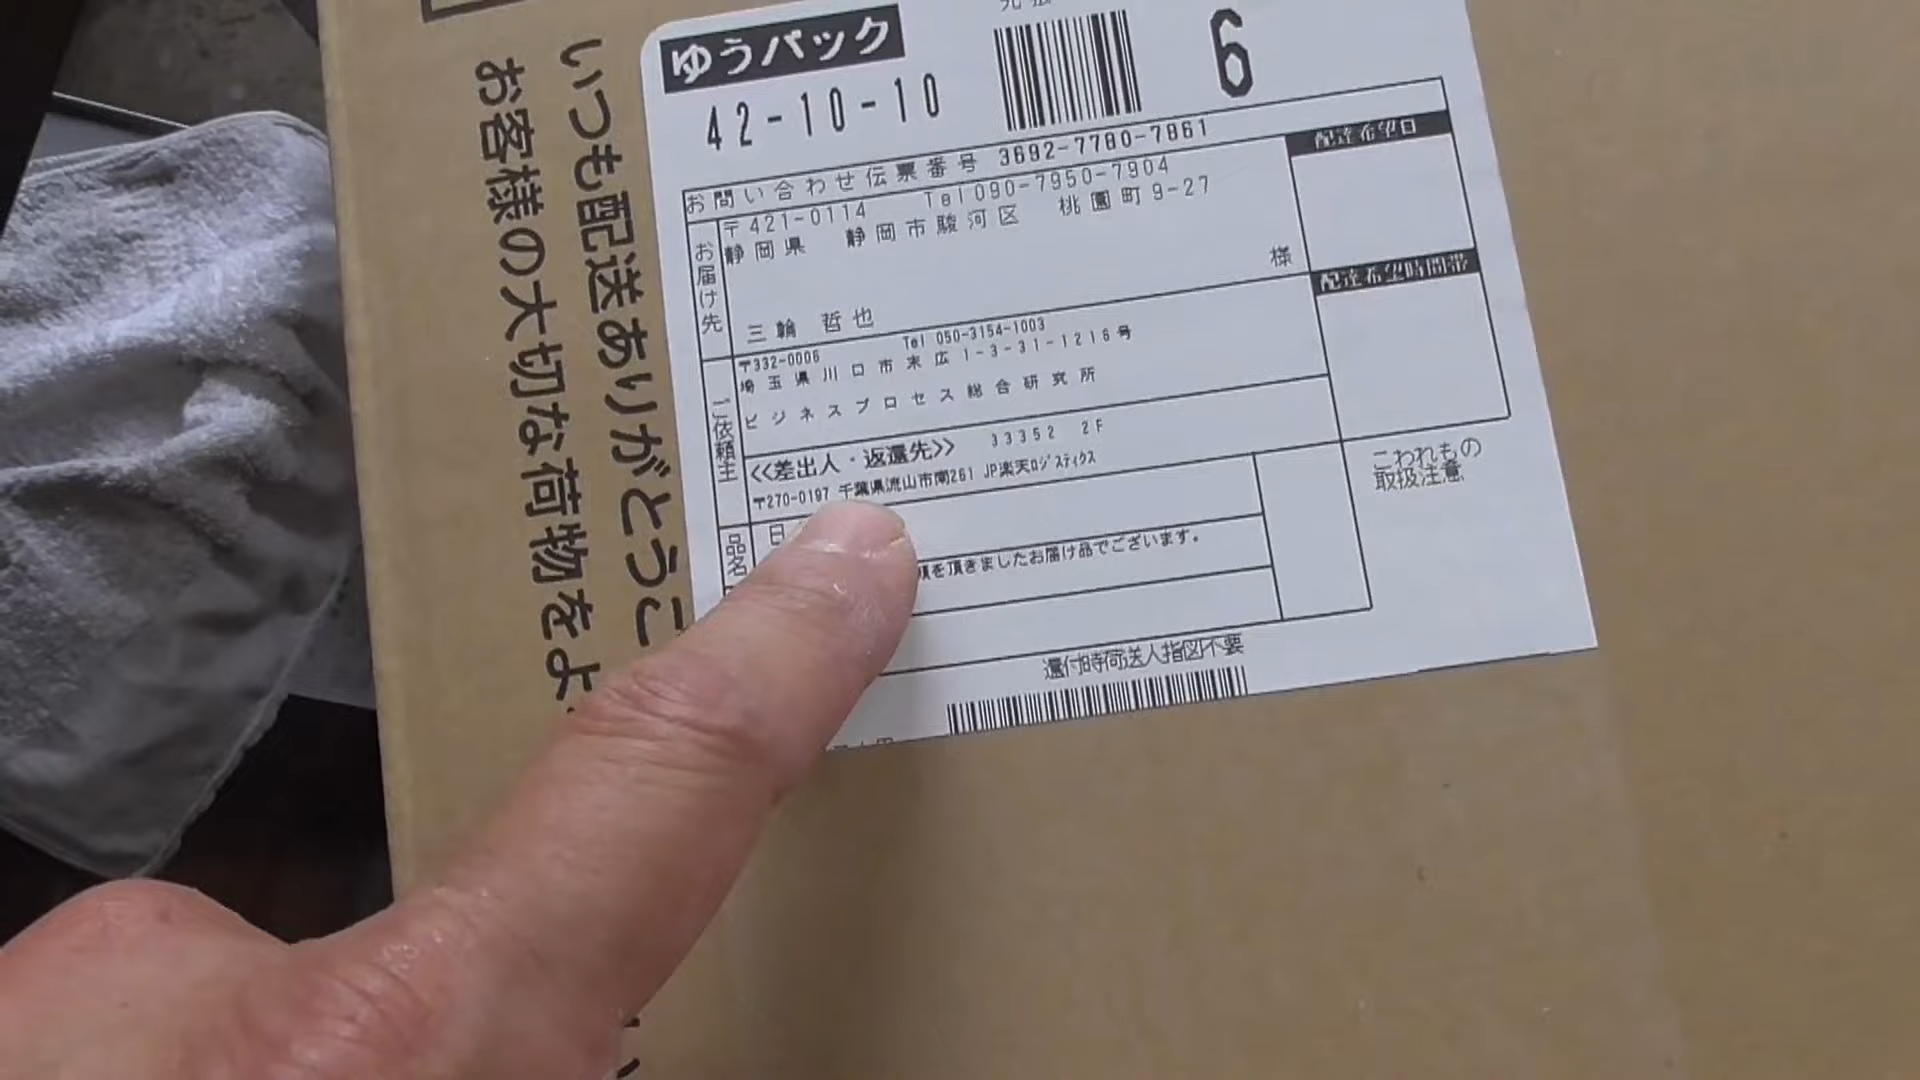 いつも配送ありがとうご
お客様の大切な荷物をよ
ゆうパック
42-10-10
6
お問い合わせ伝票番号 3692-7780-7861
お届け先
〒421-0114 Tel 090-7950-7904
静岡県 静岡市駿河区 桃園町9-27
様
三輪 哲也
ご依頼主
〒332-0006 Tel 050-3154-1003
埼玉県川口市末広1-3-31-1216号
ビジネスプロセス総合研究所
<<差出人・返還先>> 33352 2F
〒270-0197 千葉県流山市南261 JP楽天ロジスティクス
品名
日
頼を頂きましたお届け品でございます。
配達希望日
配達希望時間帯
こわれもの
取扱注意
還付時荷送人指図不要